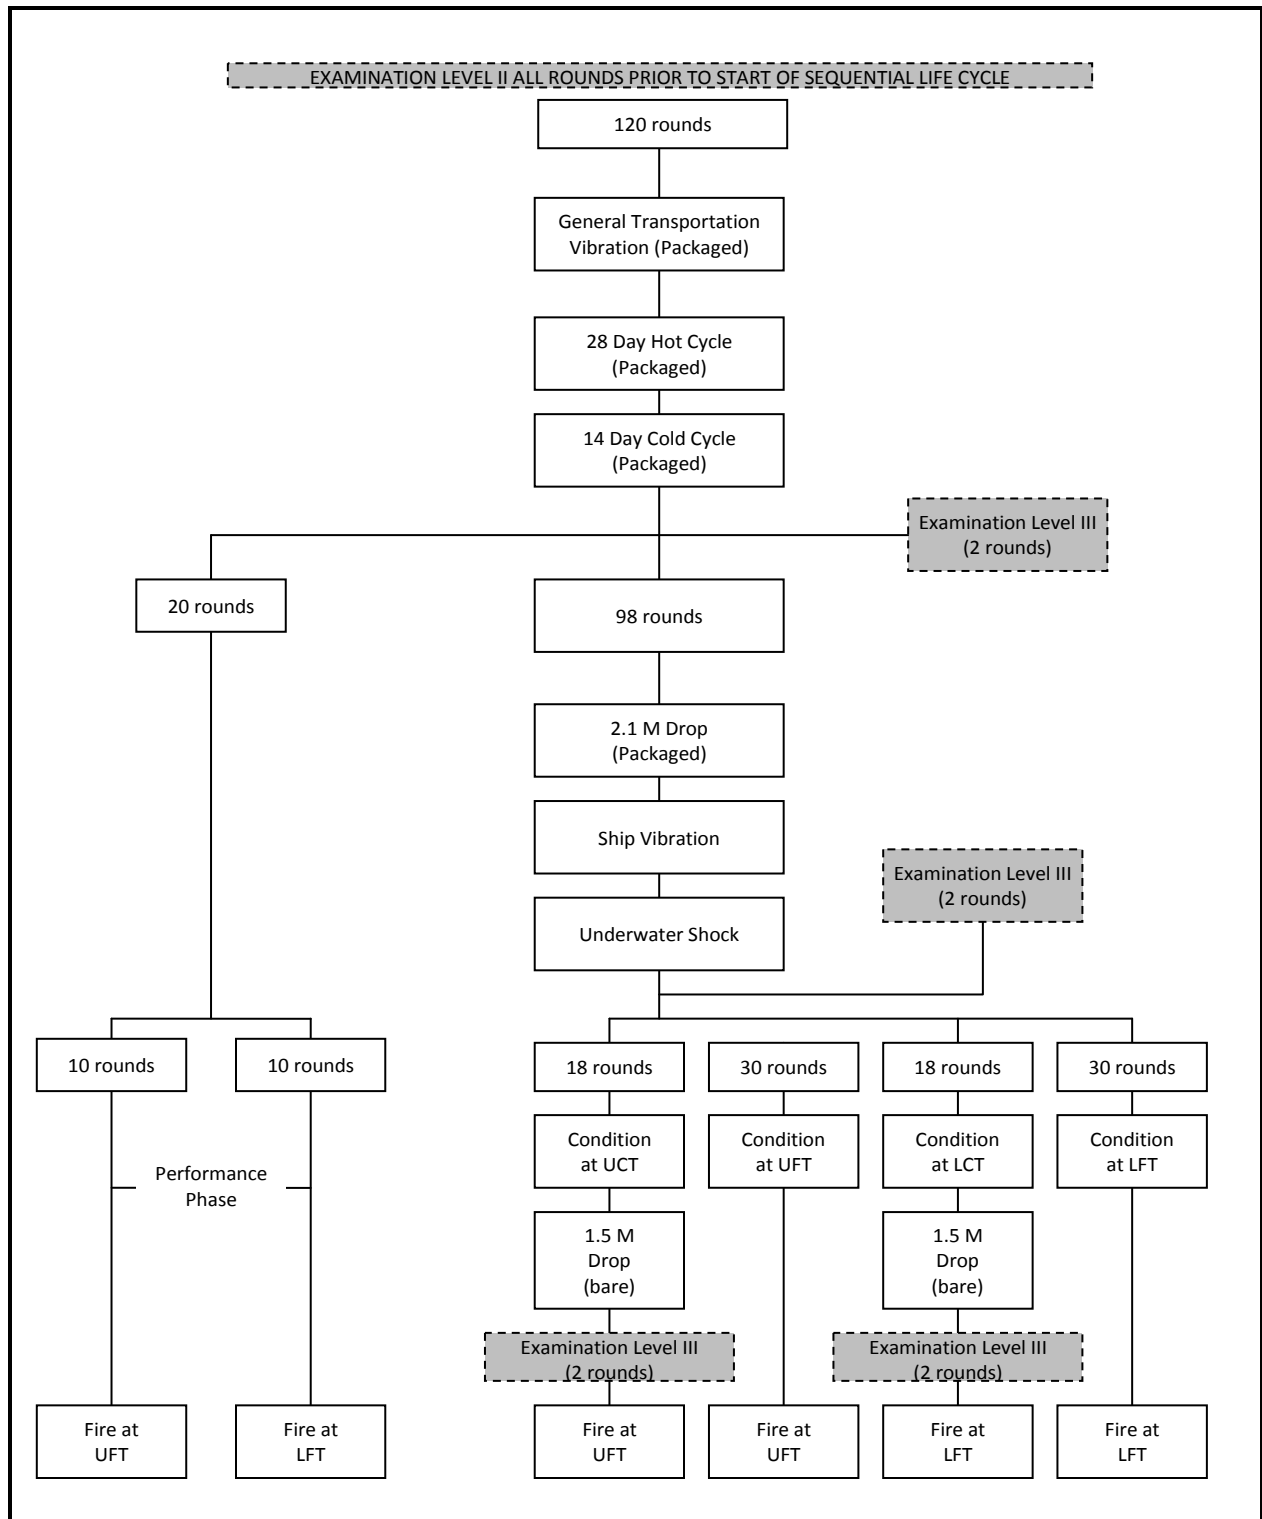 EXAMINATION LEVEL II ALL ROUNDS PRIOR TO START OF SEQUENTIAL LIFE CYCLE
120 rounds
General Transportation
Vibration (Packaged)
28 Day Hot Cycle
(Packaged)
14 Day Cold Cycle
(Packaged)
Examination Level III
(2 rounds)
20 rounds
98 rounds
2.1 M Drop
(Packaged)
Ship Vibration
Examination Level III
(2 rounds)
Underwater Shock
10 rounds
10 rounds
18 rounds
30 rounds
18 rounds
30 rounds
Condition
at UCT
Condition
at UFT
Condition
at LCT
Condition
at LFT
Performance
Phase
1.5 M
Drop
(bare)
1.5 M
Drop
(bare)
Examination Level III
(2 rounds)
Examination Level III
(2 rounds)
Fire at
UFT
Fire at
LFT
Fire at
UFT
Fire at
UFT
Fire at
LFT
Fire at
LFT